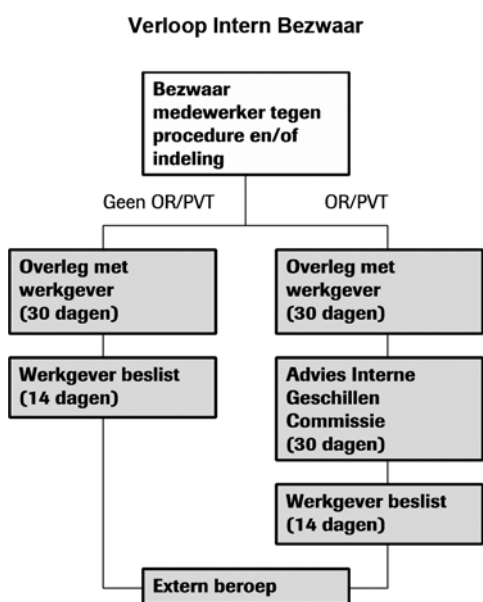 Verloop Intern Bezwaar
Bezwaar
medewerker tegen
procedure en/of
indeling
Geen OR/PVT
OR/PVT
Overleg met
werkgever
(30 dagen)
Werkgever beslist
(14 dagen)
Overleg met
werkgever
(30 dagen)
Advies Interne
Geschillen
Commissie
(30 dagen)
Werkgever beslist
(14 dagen)
Extern beroep